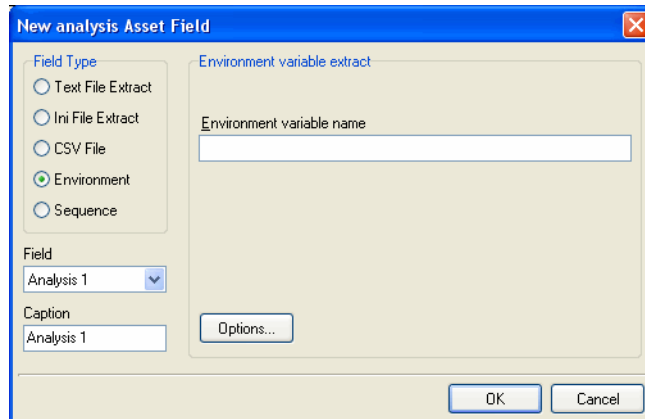 New analysis Asset Field
Field Type
Text File Extract
Ini File Extract
CSV File
Environment
Sequence
Field
Analysis 1
Caption
Analysis 1
Environment variable extract
Environment variable name
Options...
OK
Cancel